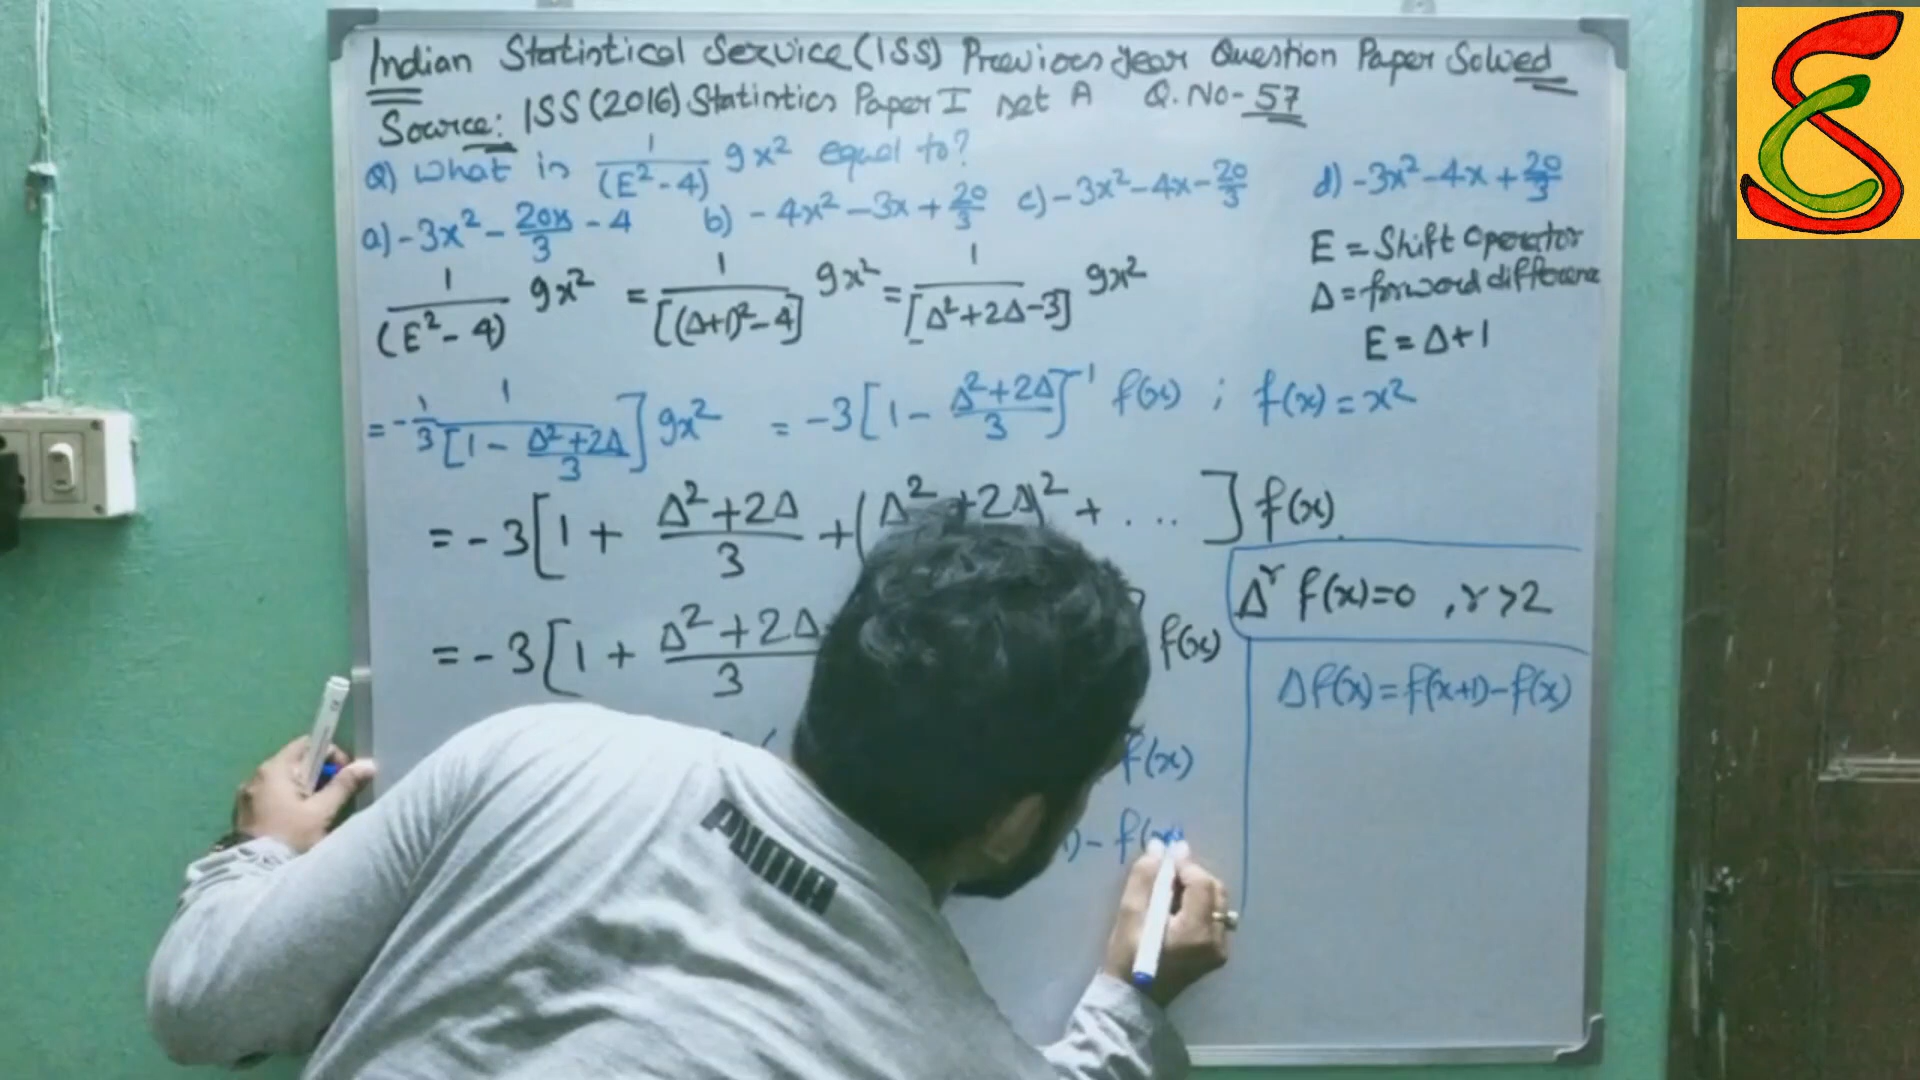 Indian Statistical Service (ISS) Previous year Question Paper Solved
Source: ISS (2016) Statistics Paper I set A Q. No- 57
Q) What is 1/(E²-4) 9x² equal to?
a) -3x² - 20x/3 - 4 b) -4x² - 3x + 20/3 c) -3x² - 4x - 20/3 d) -3x² - 4x + 20/3
E = Shift Operator
Δ = forward difference
E = Δ+1
1/(E²-4) 9x² = 1/[(Δ+1)²-4] 9x² = 1/[Δ²+2Δ-3] 9x²
= -1/3 1/[1 - (Δ²+2Δ)/3] 9x² = -3[1 - (Δ²+2Δ)/3]⁻¹ f(x) ; f(x) = x²
= -3[1 + (Δ²+2Δ)/3 + (Δ²+2Δ)² + ....] f(x)
Δʳ f(x)=0 , r>2
= -3[1 + (Δ²+2Δ)/3 f(x)
Δf(x) = f(x+1) - f(x)
f(x)
) - f(x
PUMA